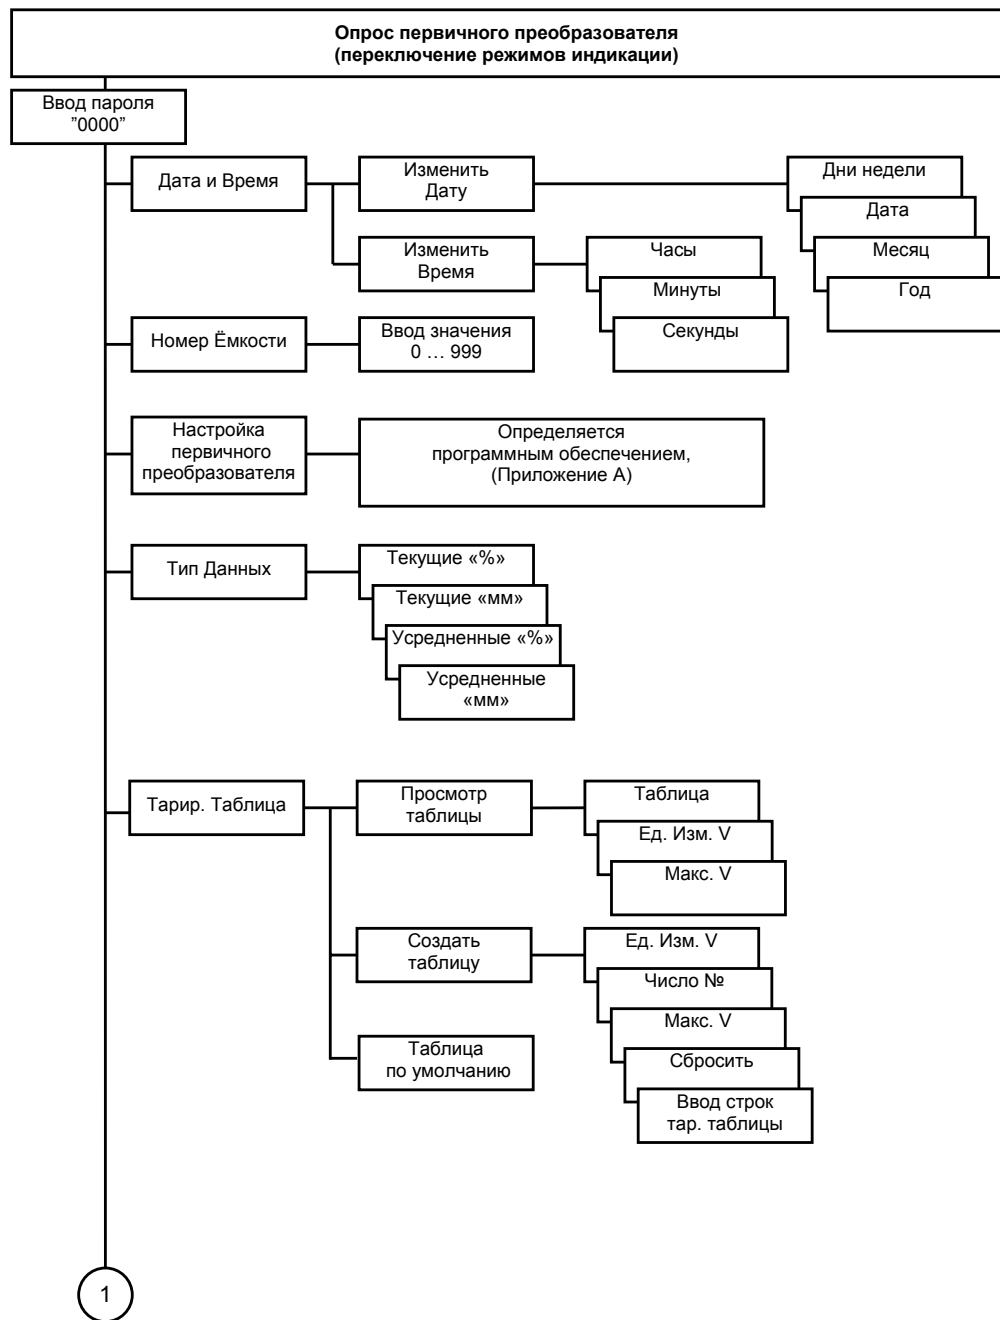 Опрос первичного преобразователя
(переключение режимов индикации)
Ввод пароля
"0000"
Дата и Время
Изменить
Дату
Дни недели
Дата
Месяц
Год
Изменить
Время
Часы
Минуты
Секунды
Номер Ёмкости
Ввод значения
0 … 999
Настройка
первичного
преобразователя
Определяется
программным обеспечением,
(Приложение А)
Тип Данных
Текущие «%»
Текущие «мм»
Усредненные «%»
Усредненные
«мм»
Тарир. Таблица
Просмотр
таблицы
Таблица
Ед. Изм. V
Макс. V
Создать
таблицу
Ед. Изм. V
Число №
Макс. V
Сбросить
Ввод строк
тар. таблицы
Таблица
по умолчанию
1